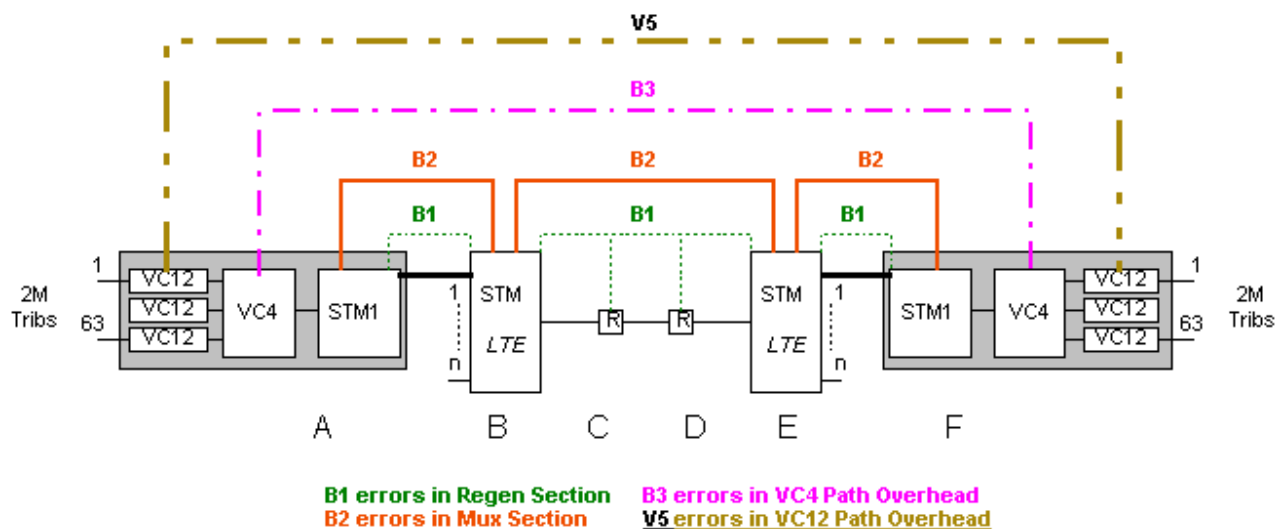 V5
B3
B2 B2 B2
B1 B1 B1
1 VC12 VC4 STM1 STM LTE 1 n R R STM LTE 1 n STM1 VC4 VC12 1
2M Tribs VC12 VC12 2M Tribs
63 VC12 VC12 63
A B C D E F
B1 errors in Regen Section B3 errors in VC4 Path Overhead
B2 errors in Mux Section V5 errors in VC12 Path Overhead